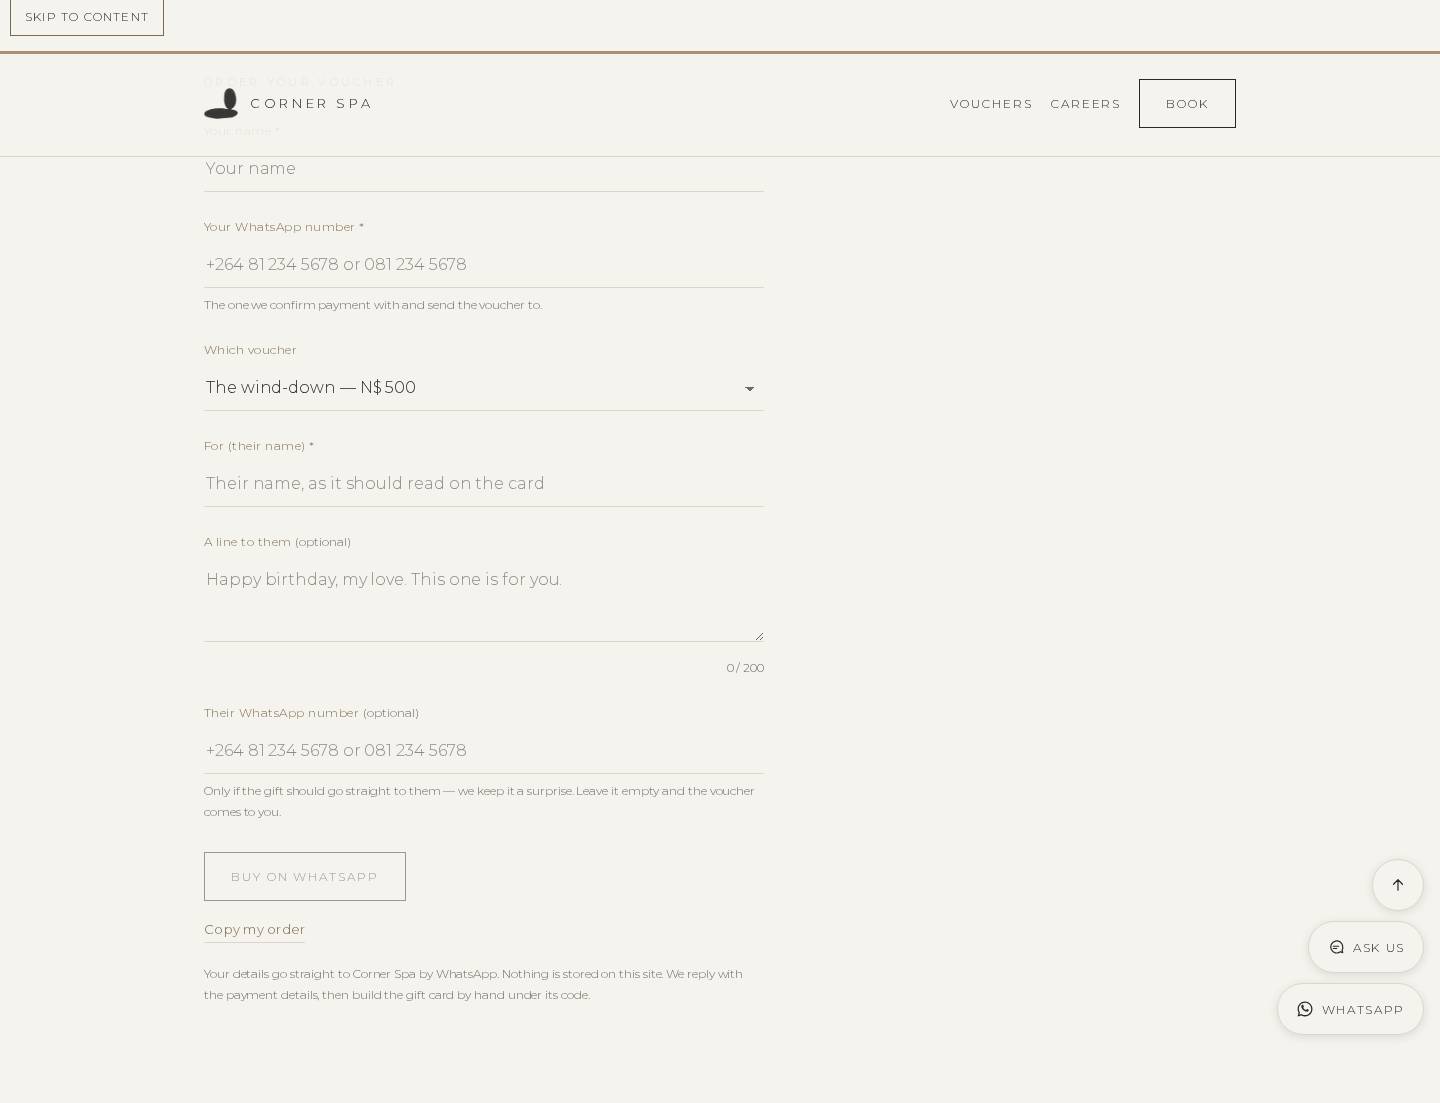 SKIP TO CONTENT
ORDER YOUR VOUCHER
CORNER SPA
VOUCHERS
CAREERS
BOOK
Your name *
Your name
Your WhatsApp number *
+264 81 234 5678 or 081 234 5678
The one we confirm payment with and send the voucher to.
Which voucher
The wind-down — N$ 500
For (their name) *
Their name, as it should read on the card
A line to them (optional)
Happy birthday, my love. This one is for you.
0 / 200
Their WhatsApp number (optional)
+264 81 234 5678 or 081 234 5678
Only if the gift should go straight to them — we keep it a surprise. Leave it empty and the voucher
comes to you.
BUY ON WHATSAPP
Copy my order
Your details go straight to Corner Spa by WhatsApp. Nothing is stored on this site. We reply with
the payment details, then build the gift card by hand under its code.
ASK US
WHATSAPP